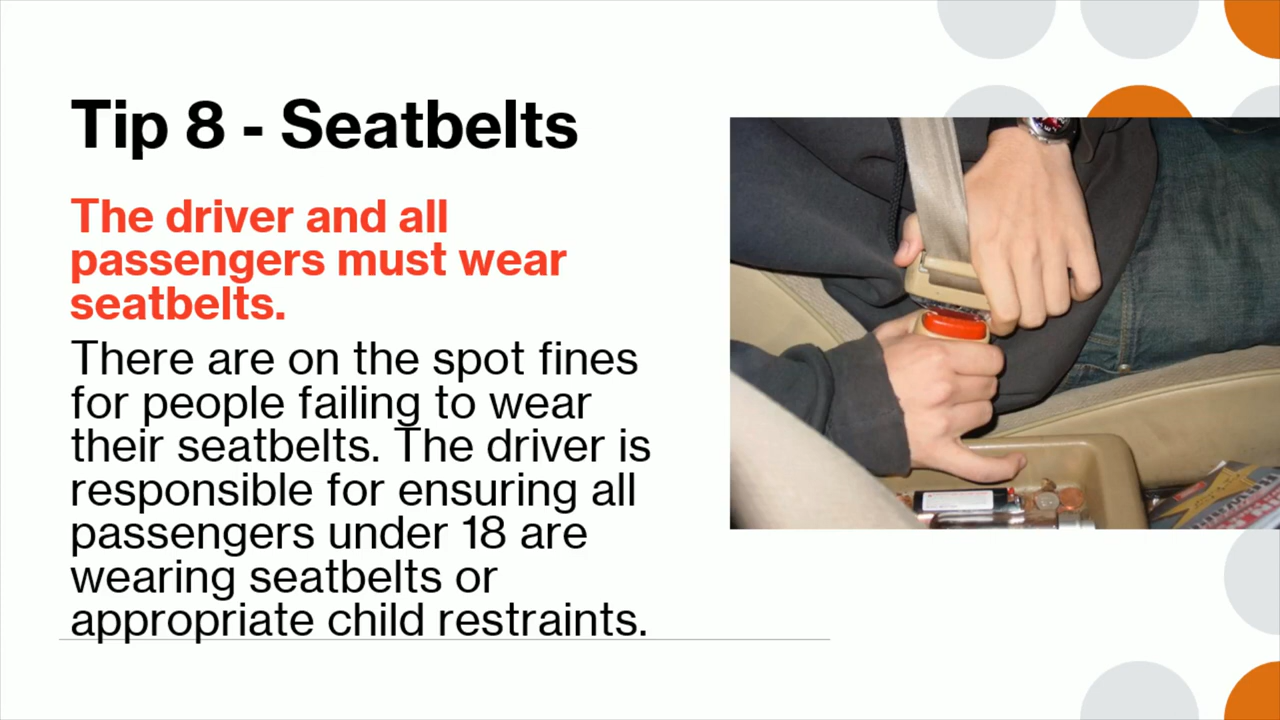 Tip 8 - Seatbelts
The driver and all
passengers must wear
seatbelts.
There are on the spot fines
for people failing to wear
their seatbelts. The driver is
responsible for ensuring all
passengers under 18 are
wearing seatbelts or
appropriate child restraints.